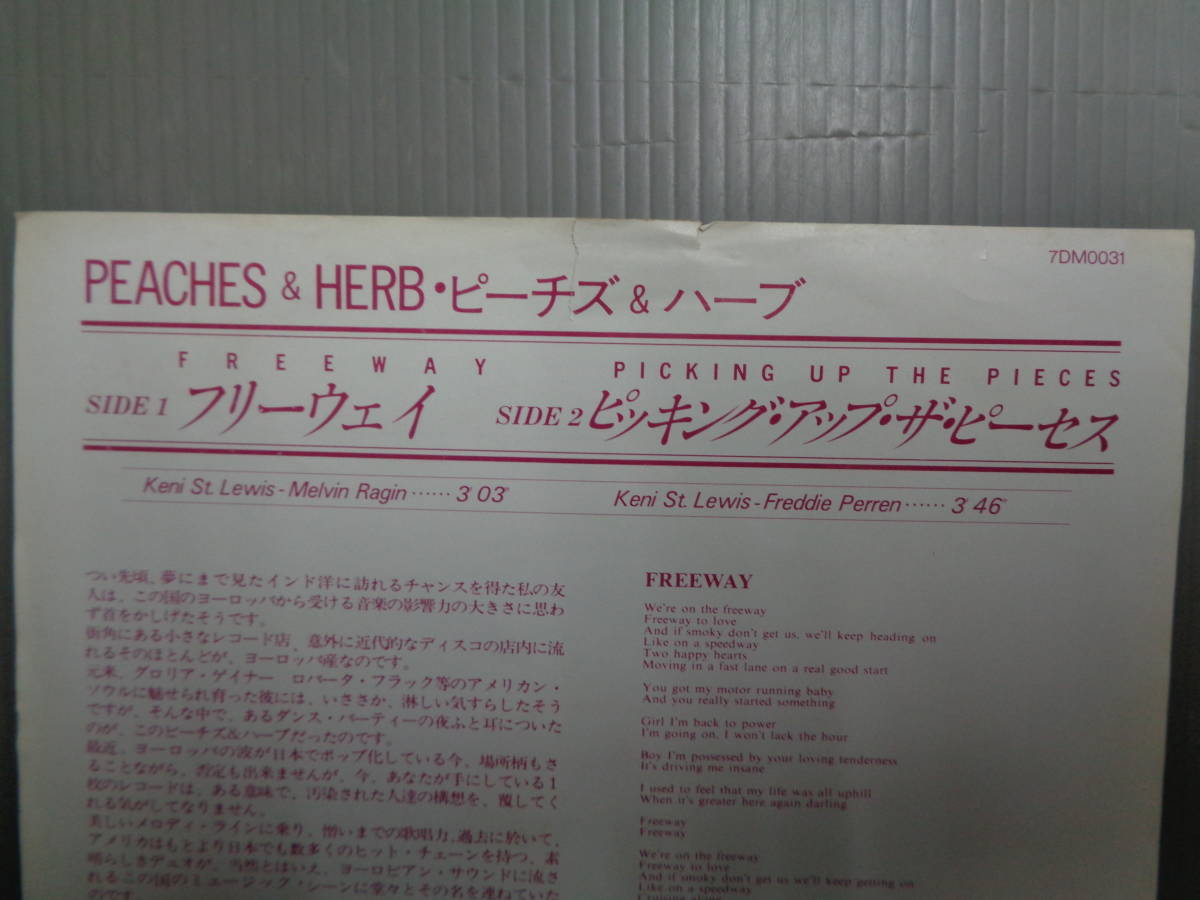 7DM0031
PEACHES & HERB・ピーチズ & ハーブ
FREEWAY
SIDE 1 フリーウェイ
PICKING UP THE PIECES
SIDE 2 ピッキング・アップ・ザ・ピーセス
Keni St. Lewis - Melvin Ragin ······ 3′03″
Keni St. Lewis - Freddie Perren ······ 3′46″
つい先頃、夢にまで見たインド洋に訪れるチャンスを得た私の友
人は、この国のヨーロッパから受ける音楽の影響力の大きさに思わ
ず首をかしげたそうです。
街角にある小さなレコード店、意外に近代的なディスコの店内に流
れるそのほとんどが、ヨーロッパ産なのです。
元来、グロリア・ゲイナー ロバータ・フラック等のアメリカン・
ソウルに魅せられ育った彼には、いささか、淋しい気すらしたそう
ですが、そんな中で、あるダンス・パーティーの夜ふと耳についた
のが、このピーチズ&ハーブだったのです。
最近、ヨーロッパの波が日本でポップ化している今、場所柄もさ
ることながら、否定も出来ませんが、今、あなたが手にしている1
枚のレコードは、ある意味で、汚染された人達の構想を、覆してく
れる気がしてなりません。
美しいメロディ・ラインに乗り、憎いまでの歌唱力、過去に於いて、
アメリカはもとより日本でも数多くのヒット・チェーンを持つ、素
晴らしきデュオが、当然とはいえ、ヨーロピアン・サウンドに流さ
れるこの国のミュージック・シーンに堂々とその名を連ねていた
のです。
FREEWAY
We're on the freeway
Freeway to love
And if smoky don't get us, we'll keep heading on
Like on a speedway
Two happy hearts
Moving in a fast lane on a real good start
You got my motor running baby
And you really started something
Girl I'm back to power
I'm going on, I won't lack the hour
Boy I'm possessed by your loving tenderness
It's driving me insane
I used to feel that my life was all uphill
When it's greater here again darling
Freeway
Freeway
We're on the freeway
Freeway to love
And if smoky don't get us we'll keep getting on
Like on a speedway
Cruising along